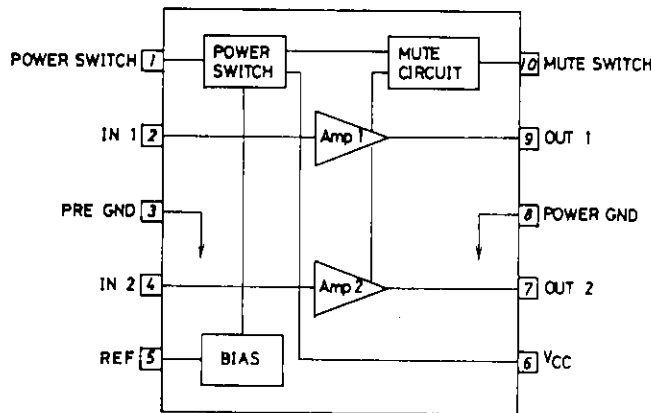 POWER SWITCH 1
POWER SWITCH
MUTE CIRCUIT
10 MUTE SWITCH
IN 1 2
Amp 1
9 OUT 1
PRE GND 3
8 POWER GND
IN 2 4
Amp 2
7 OUT 2
REF 5
BIAS
6 VCC